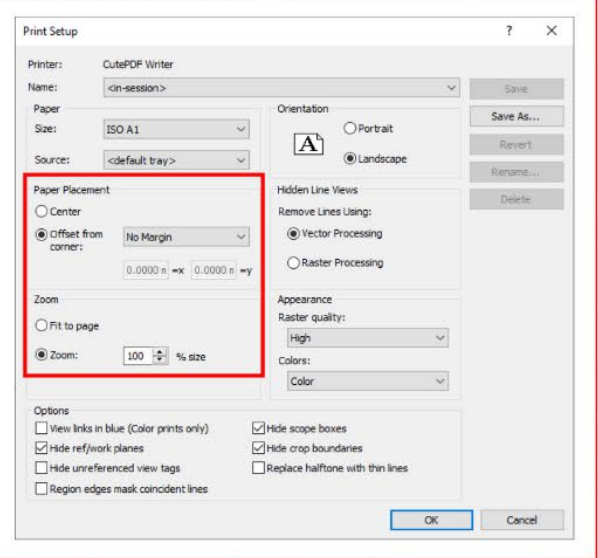 Print Setup ? ×
Printer: CutePDF Writer
Name: <in-session> Save
Paper Orientation Save As...
Size: ISO A1 Portrait
A
Revert
Source: <default tray> Landscape
Rename...
Paper Placement Hidden Line Views Delete
Center Remove Lines Using:
Offset from corner: No Margin Vector Processing
0.0000 n =x 0.0000 n =y Raster Processing
Zoom Appearance
Fit to page Raster quality:
High
Zoom: 100 % size Colors:
Color
Options
View links in blue (Color prints only) Hide scope boxes
Hide ref/work planes Hide crop boundaries
Hide unreferenced view tags Replace halftone with thin lines
Region edges mask coincident lines
OK Cancel